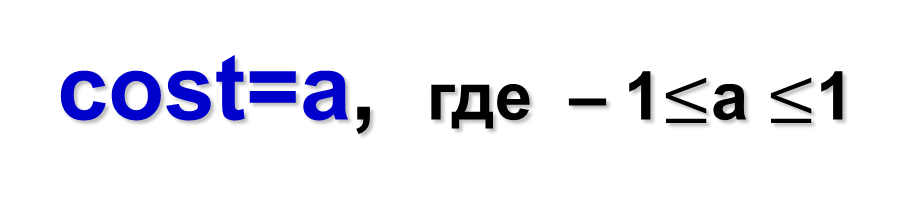 cost=a, где – 1≤a ≤1